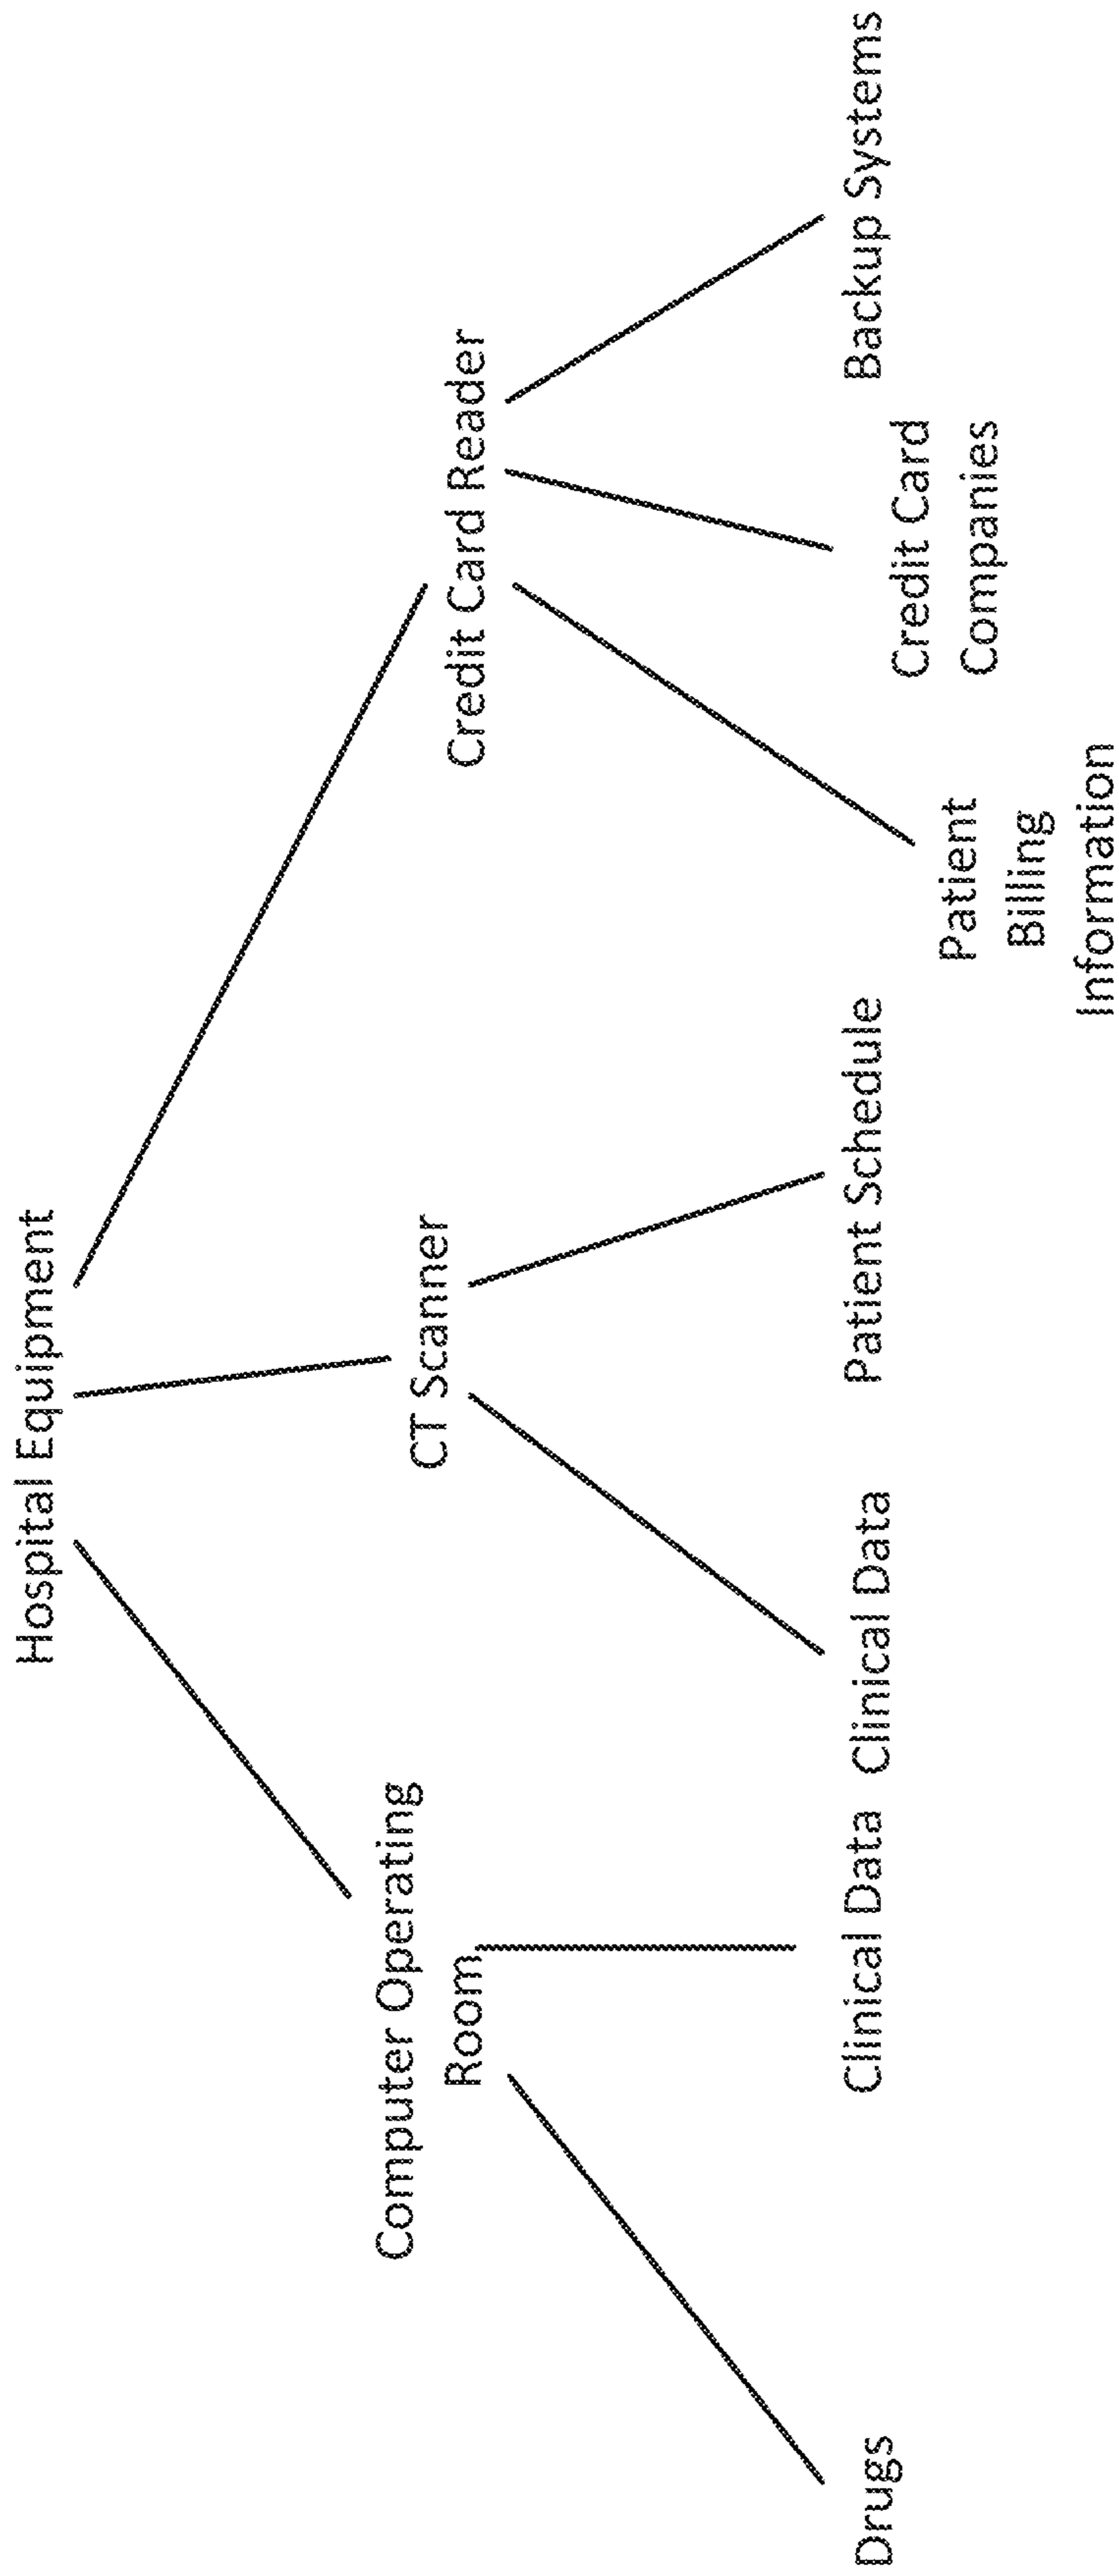 Hospital Equipment
Computer Operating
Room
CT Scanner
Credit Card Reader
Drugs
Clinical Data
Clinical Data
Patient Schedule
Patient
Billing
Information
Credit Card
Companies
Backup Systems